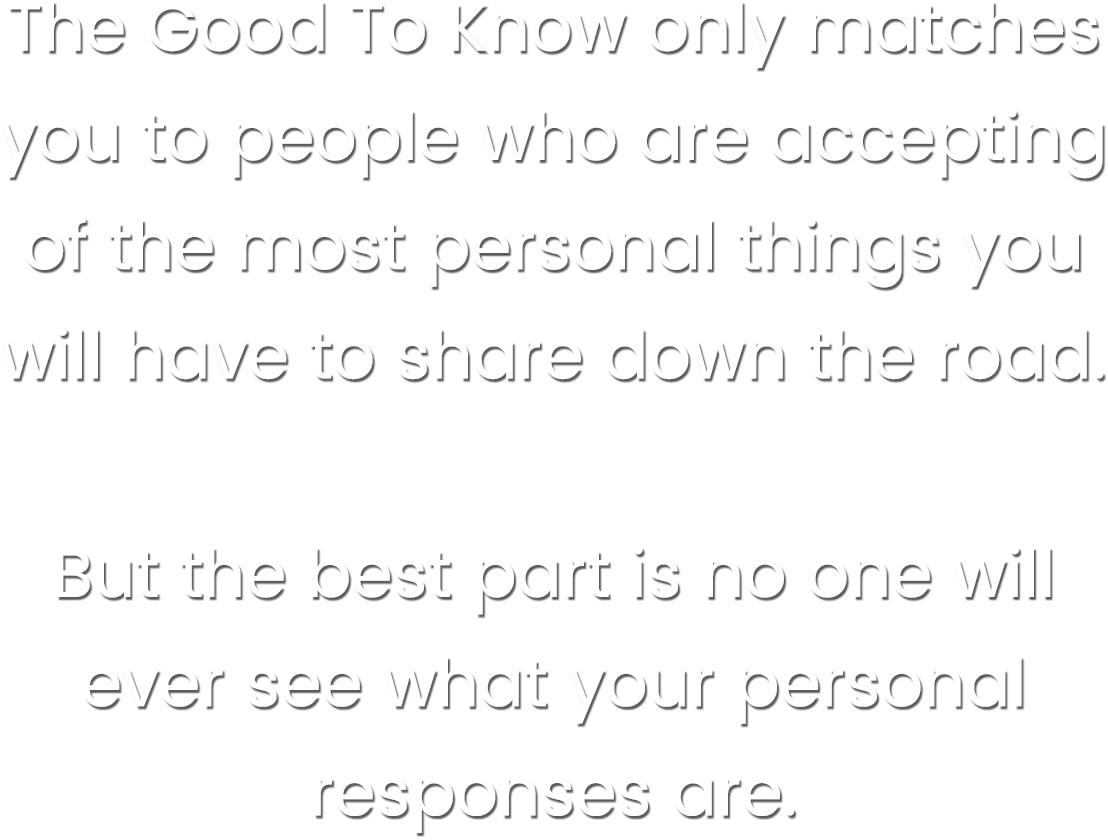 The Good To Know only matches
you to people who are accepting
of the most personal things you
will have to share down the road.
But the best part is no one will
ever see what your personal
responses are.